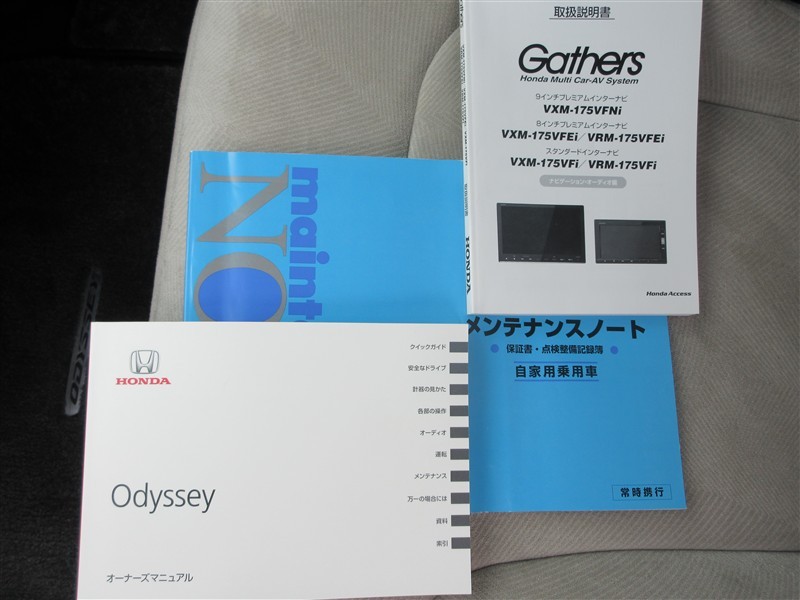 取扱説明書
Gathers
Honda Multi Car-AV System
9インチプレミアムインターナビ
VXM-175VFNi
8インチプレミアムインターナビ
VXM-175VFEi/VRM-175VFEi
スタンダードインターナビ
VXM-175VFi/VRM-175VFi
ナビゲーション・オーディオ編
Honda Access
HONDA
メンテナンスノート
保証書・点検整備記録簿
自家用乗用車
常時携行
HONDA
Odyssey
オーナーズマニュアル
クイックガイド
安全なドライブ
計器の見かた
各部の操作
オーディオ
運転
メンテナンス
万一の場合には
資料
索引